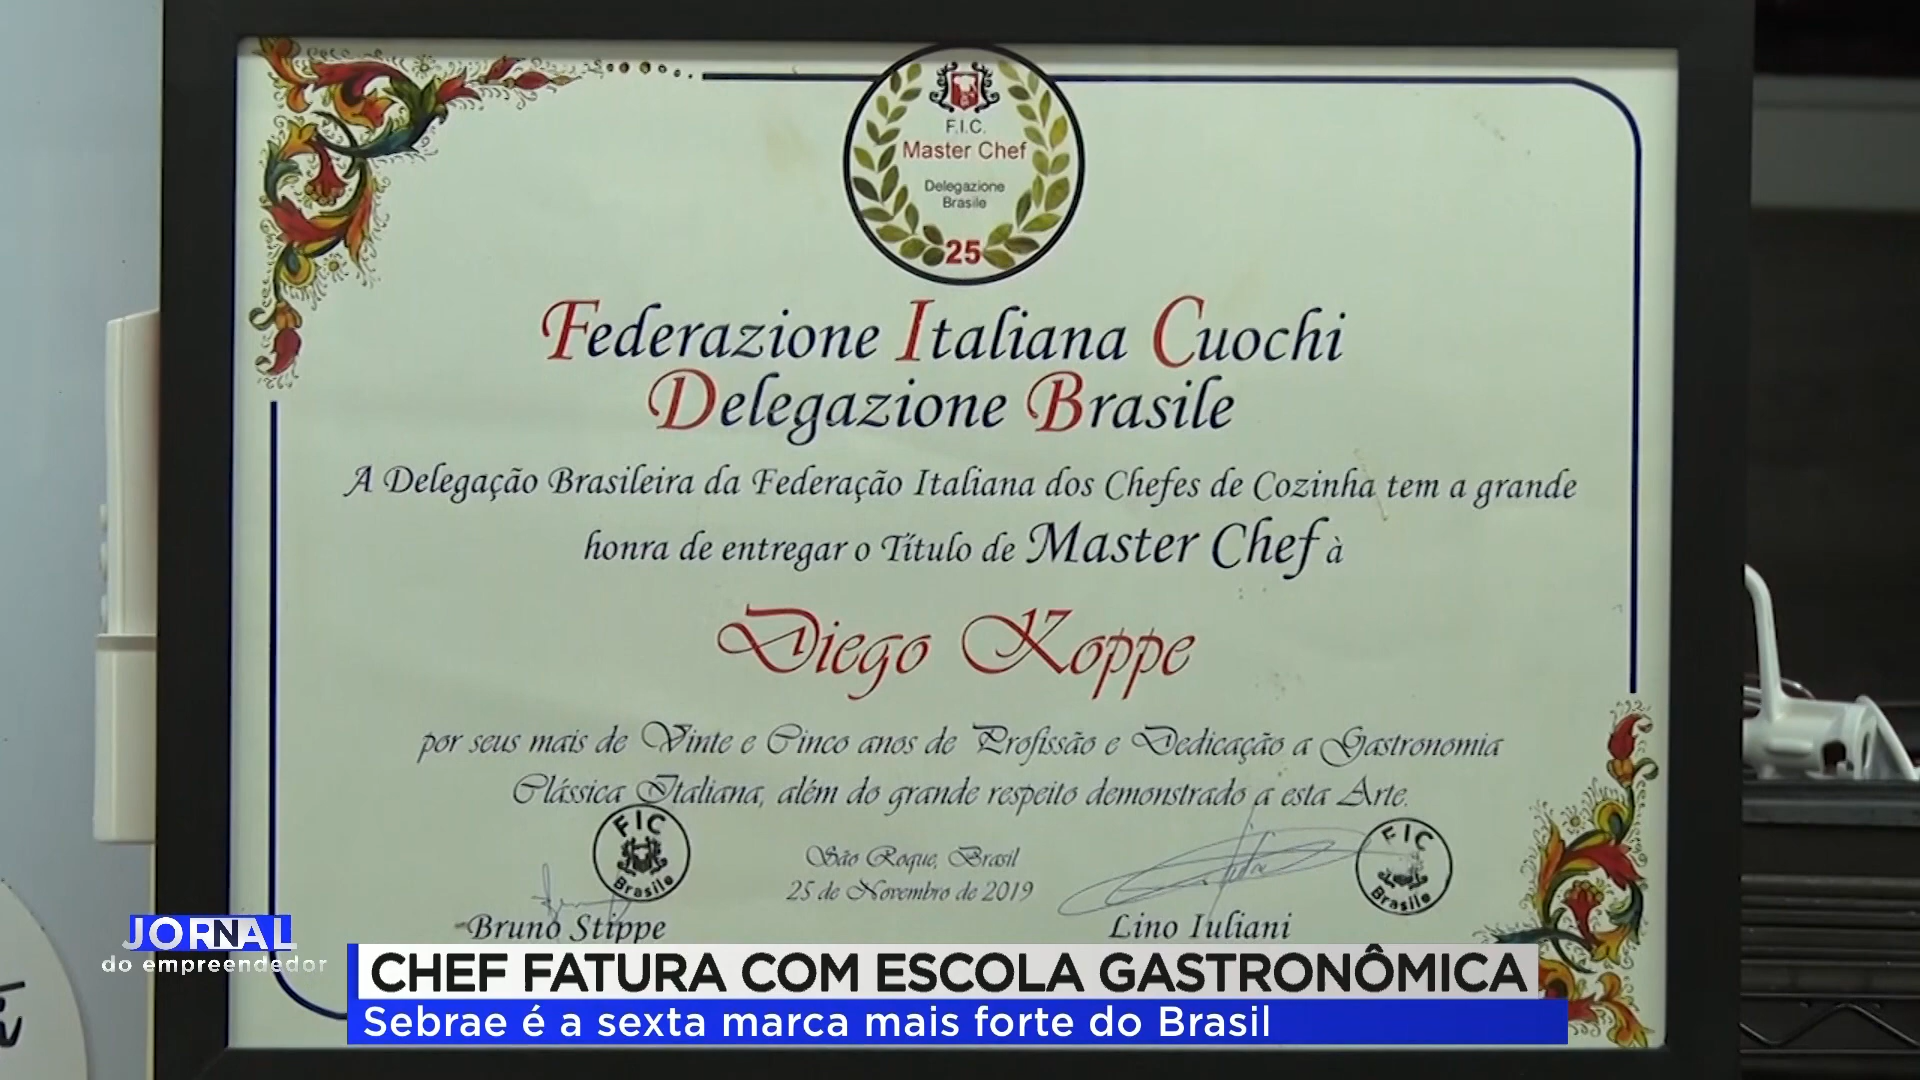 F.I.C.
Master Chef
Delegazione
Brasile
25
Federazione Italiana Cuochi
Delegazione Brasile
A Delegação Brasileira da Federação Italiana dos Chefes de Cozinha tem a grande
honra de entregar o Título de Master Chef à
Diego Koppe
por seus mais de Vinte e Cinco anos de Profissão e Dedicação a Gastronomia
Clássica Italiana, além do grande respeito demonstrado a esta Arte.
FIC
Brasile
São Roque, Brasil
25 de Novembro de 2019
FIC
Brasile
Bruno Stippe
Lino Iuliani
JORNAL
do empreendedor
CHEF FATURA COM ESCOLA GASTRONÔMICA
Sebrae é a sexta marca mais forte do Brasil